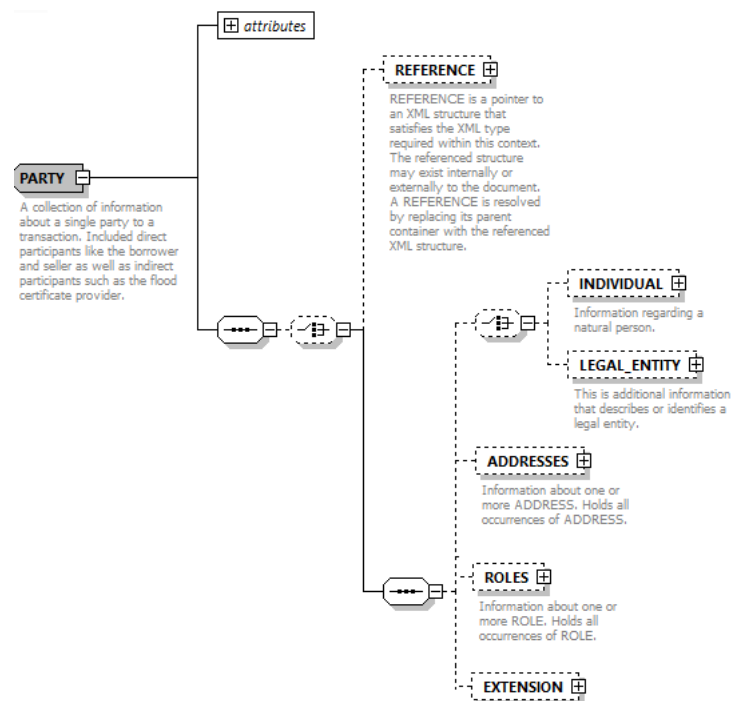 attributes
REFERENCE
REFERENCE is a pointer to
an XML structure that
satisfies the XML type
required within this context.
The referenced structure
may exist internally or
externally to the document.
A REFERENCE is resolved
by replacing its parent
container with the referenced
XML structure.
PARTY
A collection of information
about a single party to a
transaction. Included direct
participants like the borrower
and seller as well as indirect
participants such as the flood
certificate provider.
INDIVIDUAL
Information regarding a
natural person.
LEGAL_ENTITY
This is additional information
that describes or identifies a
legal entity.
ADDRESSES
Information about one or
more ADDRESS. Holds all
occurrences of ADDRESS.
ROLES
Information about one or
more ROLE. Holds all
occurrences of ROLE.
EXTENSION